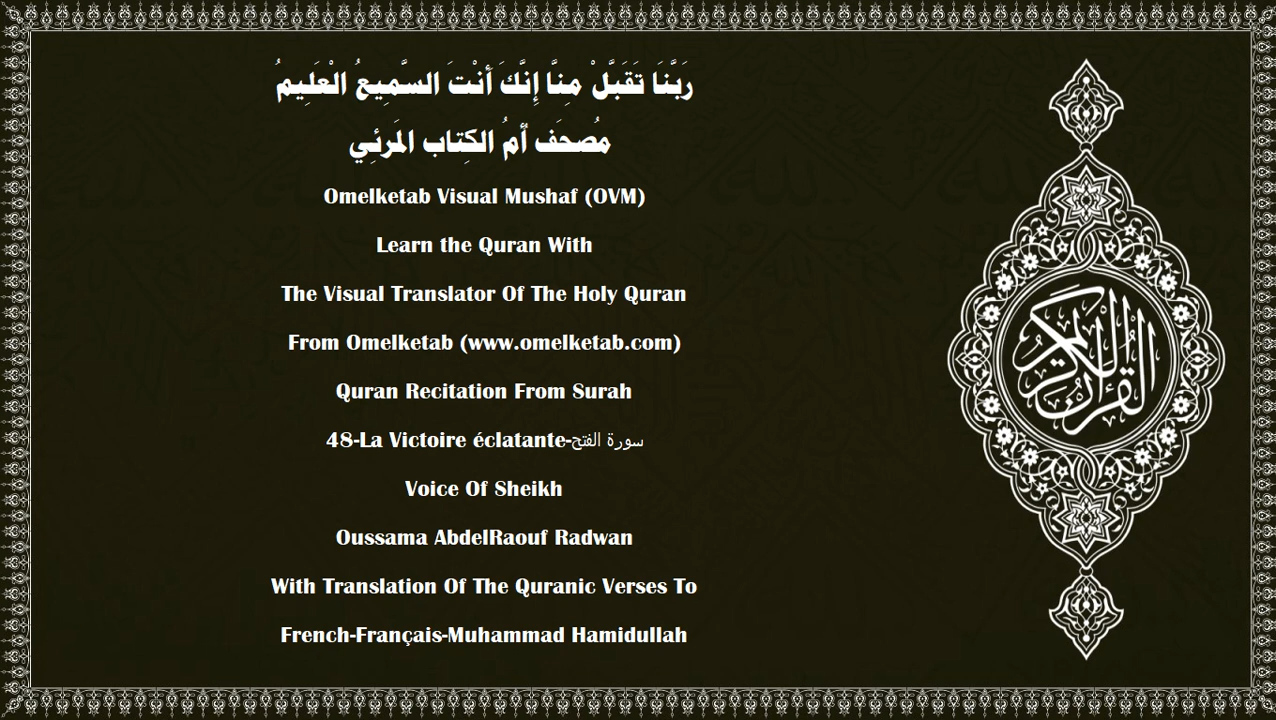 رَبَّنَا تَقَبَّلْ مِنَّا إِنَّكَ أَنْتَ السَّمِيعُ الْعَلِيمُ
مُصحَف أمُ الكِتاب المَرئِي
Omelketab Visual Mushaf (OVM)
Learn the Quran With
The Visual Translator Of The Holy Quran
From Omelketab (www.omelketab.com)
Quran Recitation From Surah
48-La Victoire éclatante-سورة الفتح
Voice Of Sheikh
Oussama AbdelRaouf Radwan
With Translation Of The Quranic Verses To
French-Français-Muhammad Hamidullah
القرآن الكريم